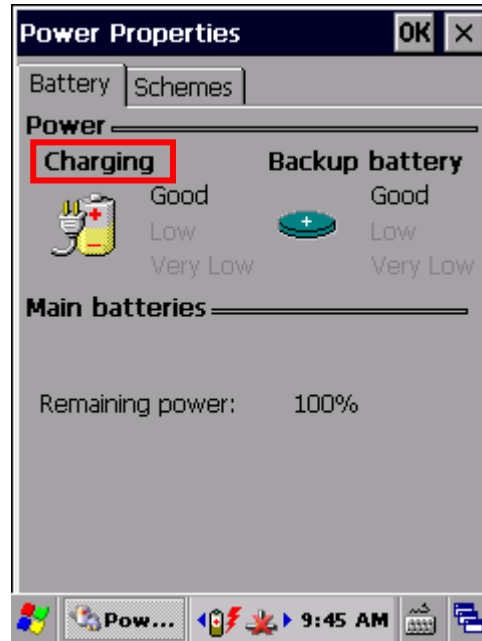 Power Properties OK ×
Battery Schemes
Power
Charging Backup battery
Good Good
Low Low
Very Low Very Low
Main batteries
Remaining power: 100%
Pow... 9:45 AM